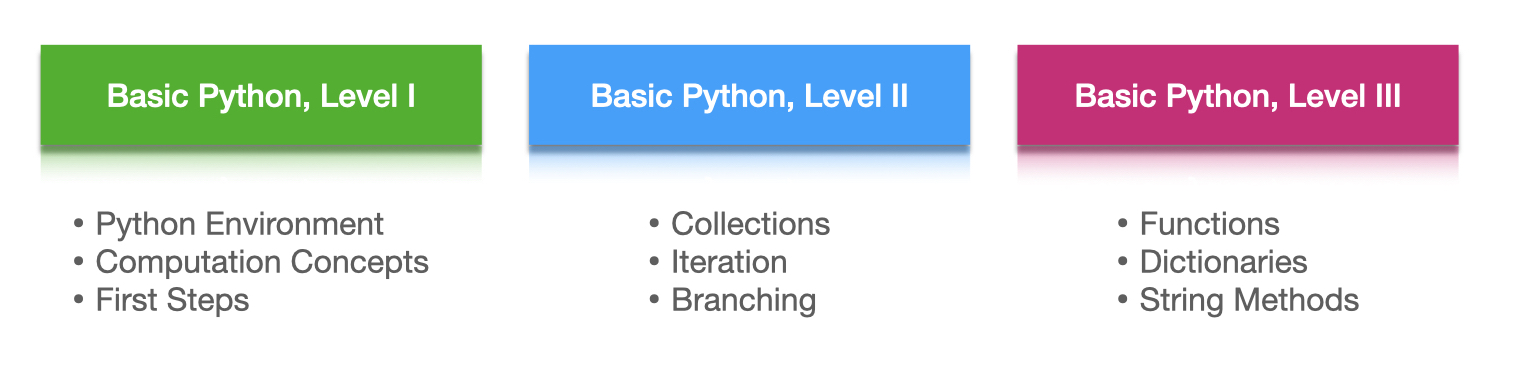 Basic Python, Level I
• Python Environment
• Computation Concepts
• First Steps
Basic Python, Level II
• Collections
• Iteration
• Branching
Basic Python, Level III
• Functions
• Dictionaries
• String Methods